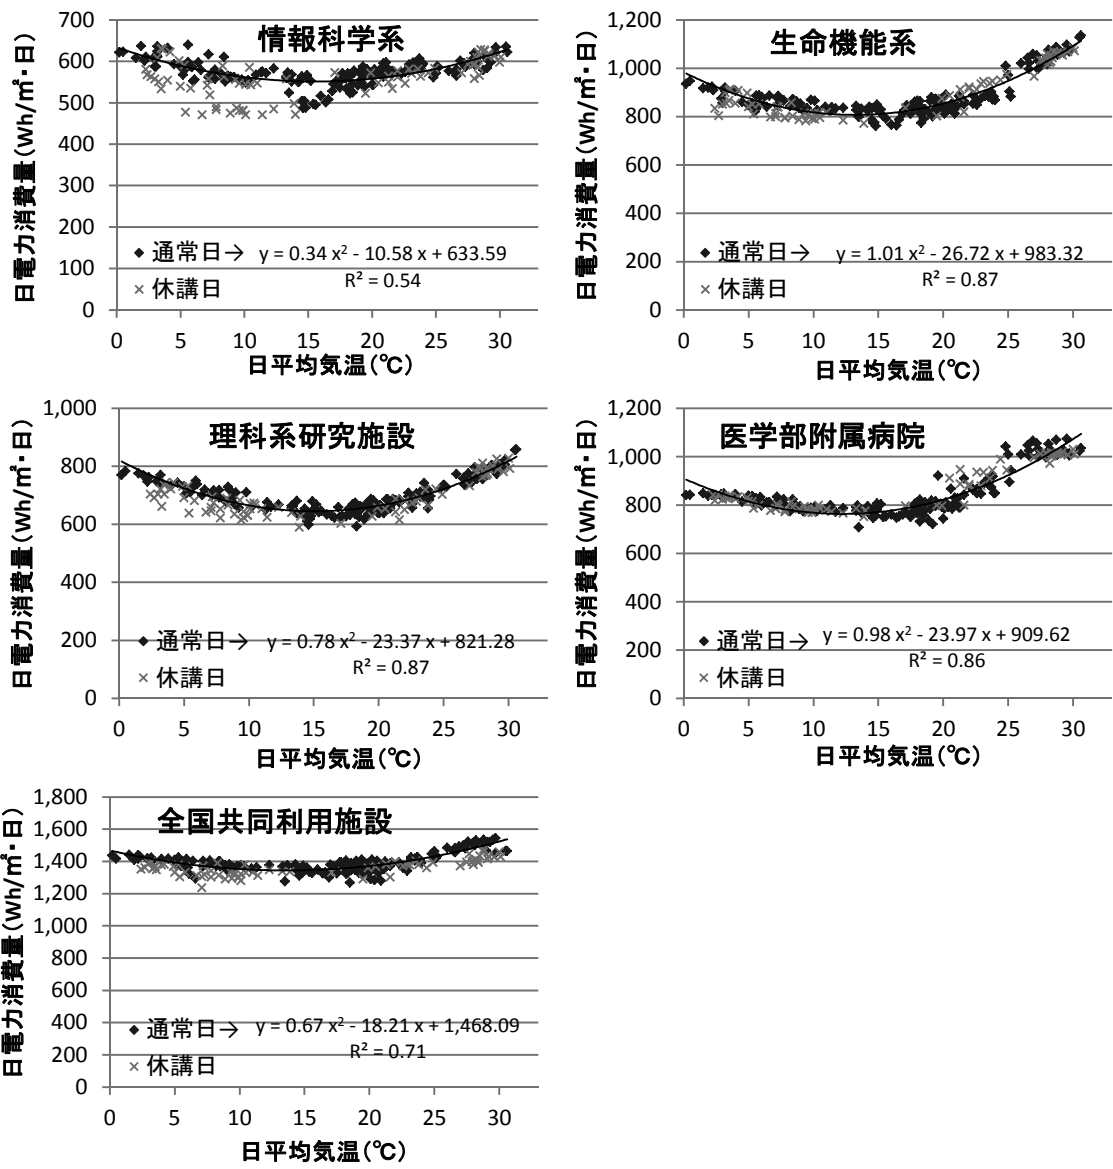 情報科学系
日電力消費量(Wh/㎡・日)
700
600
500
400
300
200
100
0
通常日→ y = 0.34 x² - 10.58 x + 633.59
R² = 0.54
休講日
0 5 10 15 20 25 30
日平均気温(℃)
生命機能系
日電力消費量(Wh/㎡・日)
1,200
1,000
800
600
400
200
0
通常日→ y = 1.01 x² - 26.72 x + 983.32
R² = 0.87
休講日
0 5 10 15 20 25 30
日平均気温(℃)
理科系研究施設
日電力消費量(Wh/㎡・日)
1,000
800
600
400
200
0
通常日→ y = 0.78 x² - 23.37 x + 821.28
R² = 0.87
休講日
0 5 10 15 20 25 30
日平均気温(℃)
医学部附属病院
日電力消費量(Wh/㎡・日)
1,200
1,000
800
600
400
200
0
通常日→ y = 0.98 x² - 23.97 x + 909.62
R² = 0.86
休講日
0 5 10 15 20 25 30
日平均気温(℃)
全国共同利用施設
日電力消費量(Wh/㎡・日)
1,800
1,600
1,400
1,200
1,000
800
600
400
200
0
通常日→ y = 0.67 x² - 18.21 x + 1,468.09
R² = 0.71
休講日
0 5 10 15 20 25 30
日平均気温(℃)